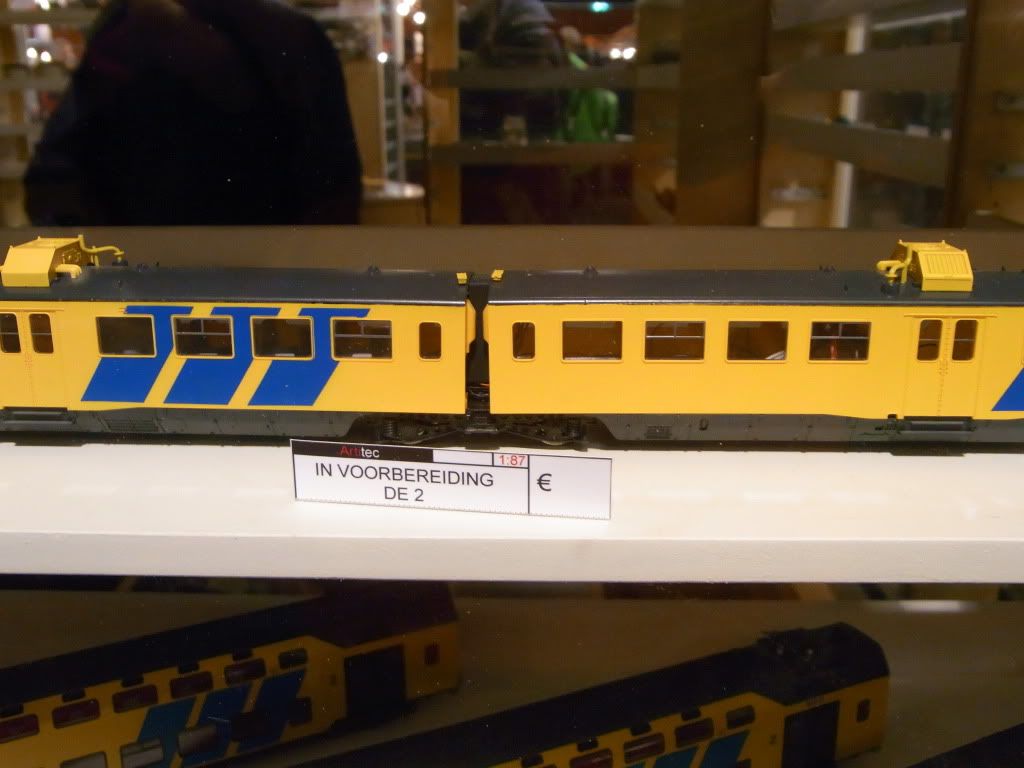 Artitec
1:87
IN VOORBEREIDING
DE 2
€